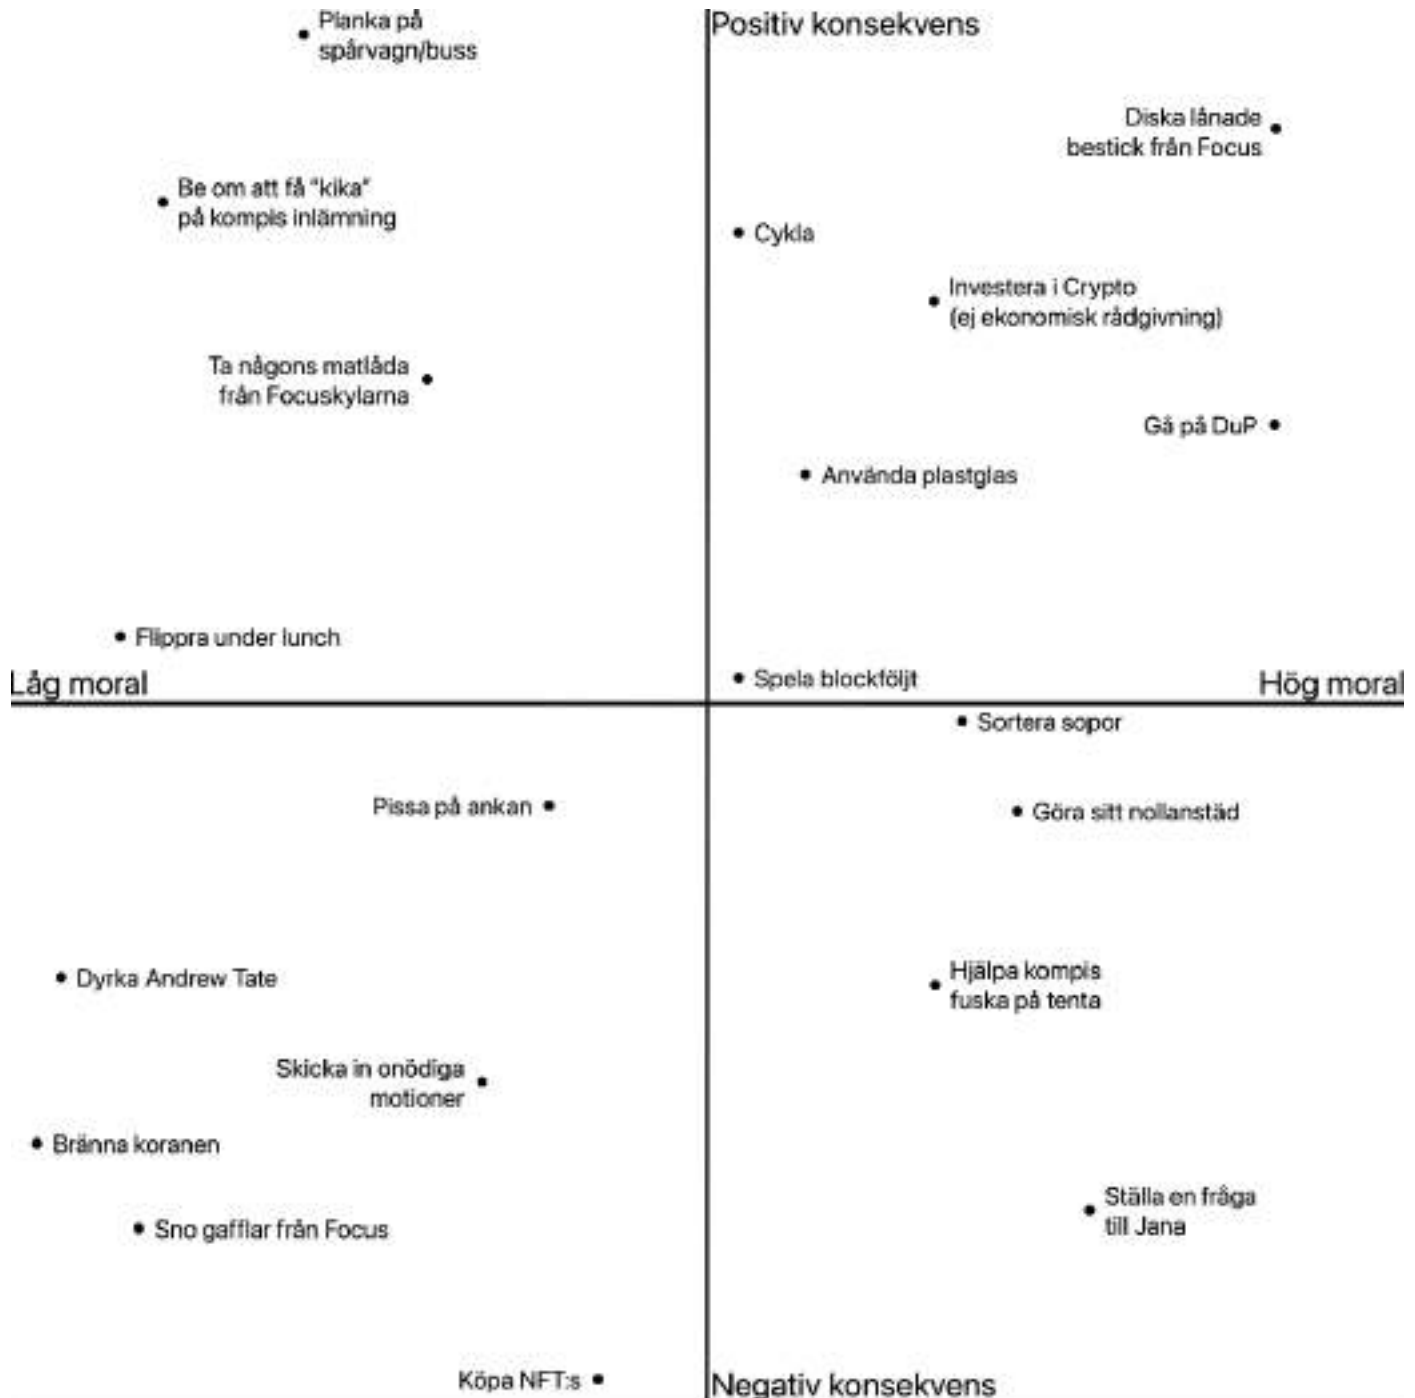 Planka på
spårvagn/buss
Positiv konsekvens
Diska lånade
bestick från Focus
Be om att få "kika"
på kompis inlämning
Cykla
Investera i Crypto
(ej ekonomisk rådgivning)
Ta någons matlåda
från Focuskylarna
Gå på DuP
Använda plastglas
Flippra under lunch
Låg moral
Spela blockföljt
Hög moral
Sortera sopor
Pissa på ankan
Göra sitt nollanstäd
Dyrka Andrew Tate
Hjälpa kompis
fuska på tenta
Skicka in onödiga
motioner
Bränna koranen
Ställa en fråga
till Jana
Sno gafflar från Focus
Köpa NFT:s
Negativ konsekvens